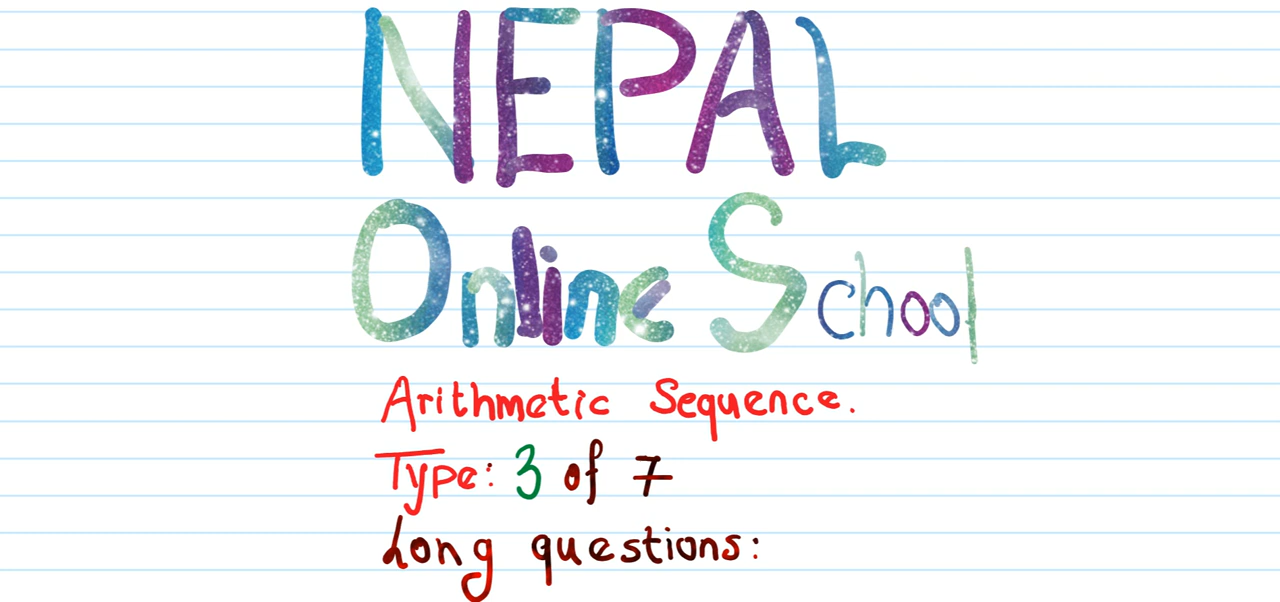 NEPAL
Online School
Arithmetic Sequence.
Type: 3 of 7
Long questions: